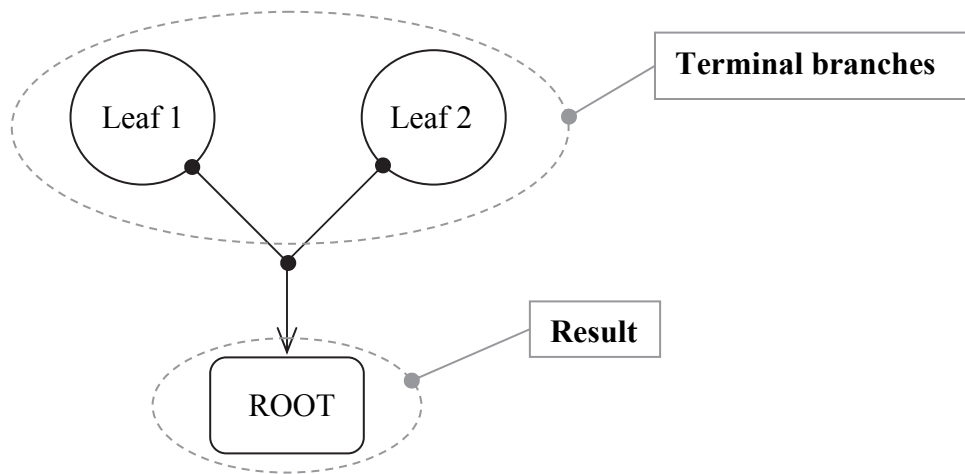 Terminal branches
Leaf 1
Leaf 2
Result
ROOT